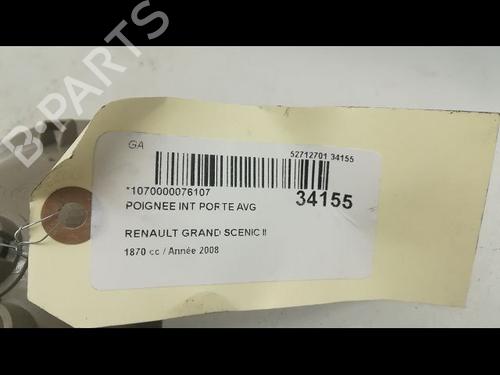 B-PARTS
GA
52712701 34155
*1070000076107
POIGNEE INT PORTE AVG
34155
RENAULT GRAND SCENIC II
1870 cc / Année 2008